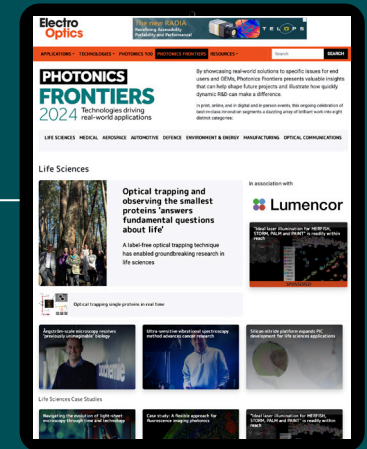 Electro
Optics
The new RADIA
Redefining Accessibility
Portability and Performance!
TELOPS
APPLICATIONS TECHNOLOGIES PHOTONICS 100 PHOTONICS FRONTIERS RESOURCES Search SEARCH
PHOTONICS
FRONTIERS
2024 Technologies driving
real-world applications
By showcasing real-world solutions to specific issues for end
users and OEMs, Photonics Frontiers presents valuable insights
that can help shape future projects and illustrate how quickly
dynamic R&D can make a difference.
In print, online, and in digital and in-person events, this ongoing celebration of
best-in-class innovation segments a dazzling array of brilliant work into eight
distinct categories:
LIFE SCIENCES MEDICAL AEROSPACE AUTOMOTIVE DEFENCE ENVIRONMENT & ENERGY MANUFACTURING OPTICAL COMMUNICATIONS
Life Sciences
Optical trapping and
observing the smallest
proteins 'answers
fundamental questions
about life'
A label-free optical trapping technique
has enabled groundbreaking research in
life sciences
In association with
Lumencor
"Ideal laser illumination for MERFISH,
STORM, PALM and PAINT" is readily within
reach
SPONSORED
Optical trapping single proteins in real time
Ångström-scale microscopy resolves
'previously unimaginable' biology
Ultra-sensitive vibrational spectroscopy
method advances cancer research
Silicon nitride platform expands PIC
development for life sciences applications
Life Sciences Case Studies
Navigating the evolution of light-sheet
microscopy through time and technology
Case study: A flexible approach for
fluorescence imaging photonics
"Ideal laser illumination for MERFISH,
STORM, PALM and PAINT" is readily within
reach